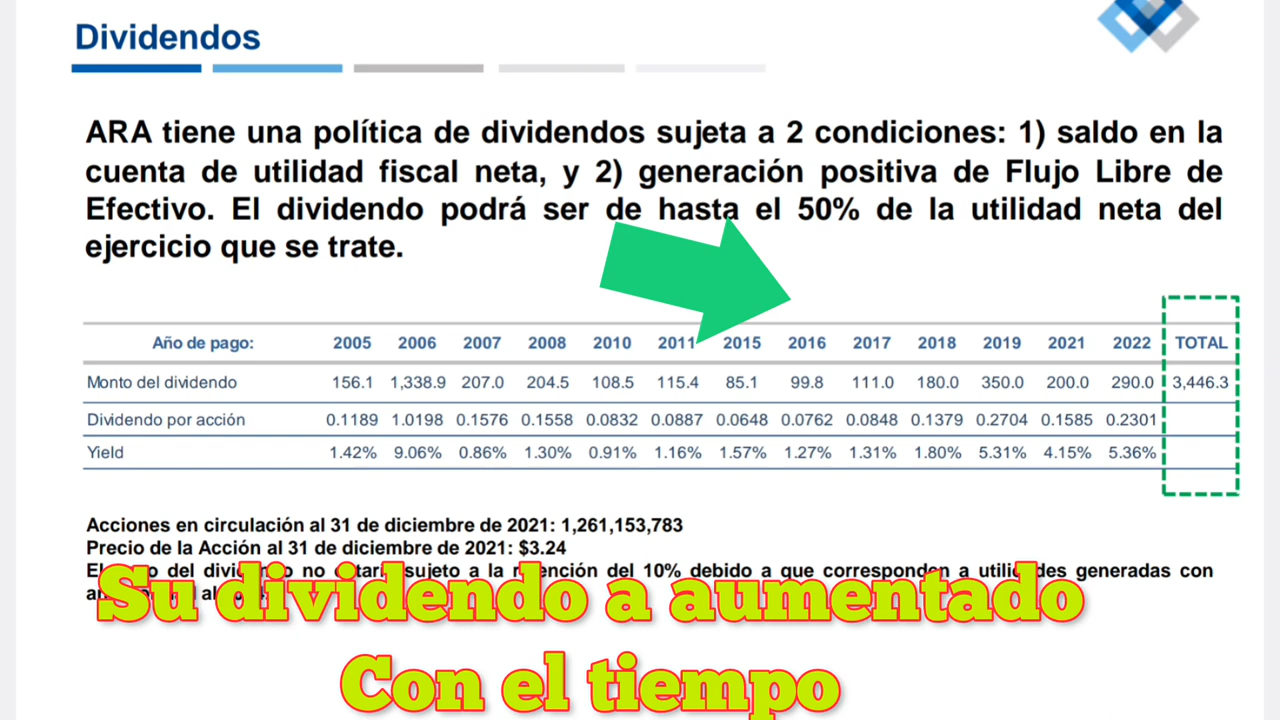 Dividendos
ARA tiene una política de dividendos sujeta a 2 condiciones: 1) saldo en la
cuenta de utilidad fiscal neta, y 2) generación positiva de Flujo Libre de
Efectivo. El dividendo podrá ser de hasta el 50% de la utilidad neta del
ejercicio que se trate.
Año de pago: 2005 2006 2007 2008 2010 2011 2015 2016 2017 2018 2019 2021 2022 TOTAL
Monto del dividendo 156.1 1,338.9 207.0 204.5 108.5 115.4 85.1 99.8 111.0 180.0 350.0 200.0 290.0 3,446.3
Dividendo por acción 0.1189 1.0198 0.1576 0.1558 0.0832 0.0887 0.0648 0.0762 0.0848 0.1379 0.2704 0.1585 0.2301
Yield 1.42% 9.06% 0.86% 1.30% 0.91% 1.16% 1.57% 1.27% 1.31% 1.80% 5.31% 4.15% 5.36%
Acciones en circulación al 31 de diciembre de 2021: 1,261,153,783
Precio de la Acción al 31 de diciembre de 2021: $3.24
del no sujeto a la del 10% debido a que corresponden a generadas con
al
Su dividendo a aumentado
Con el tiempo